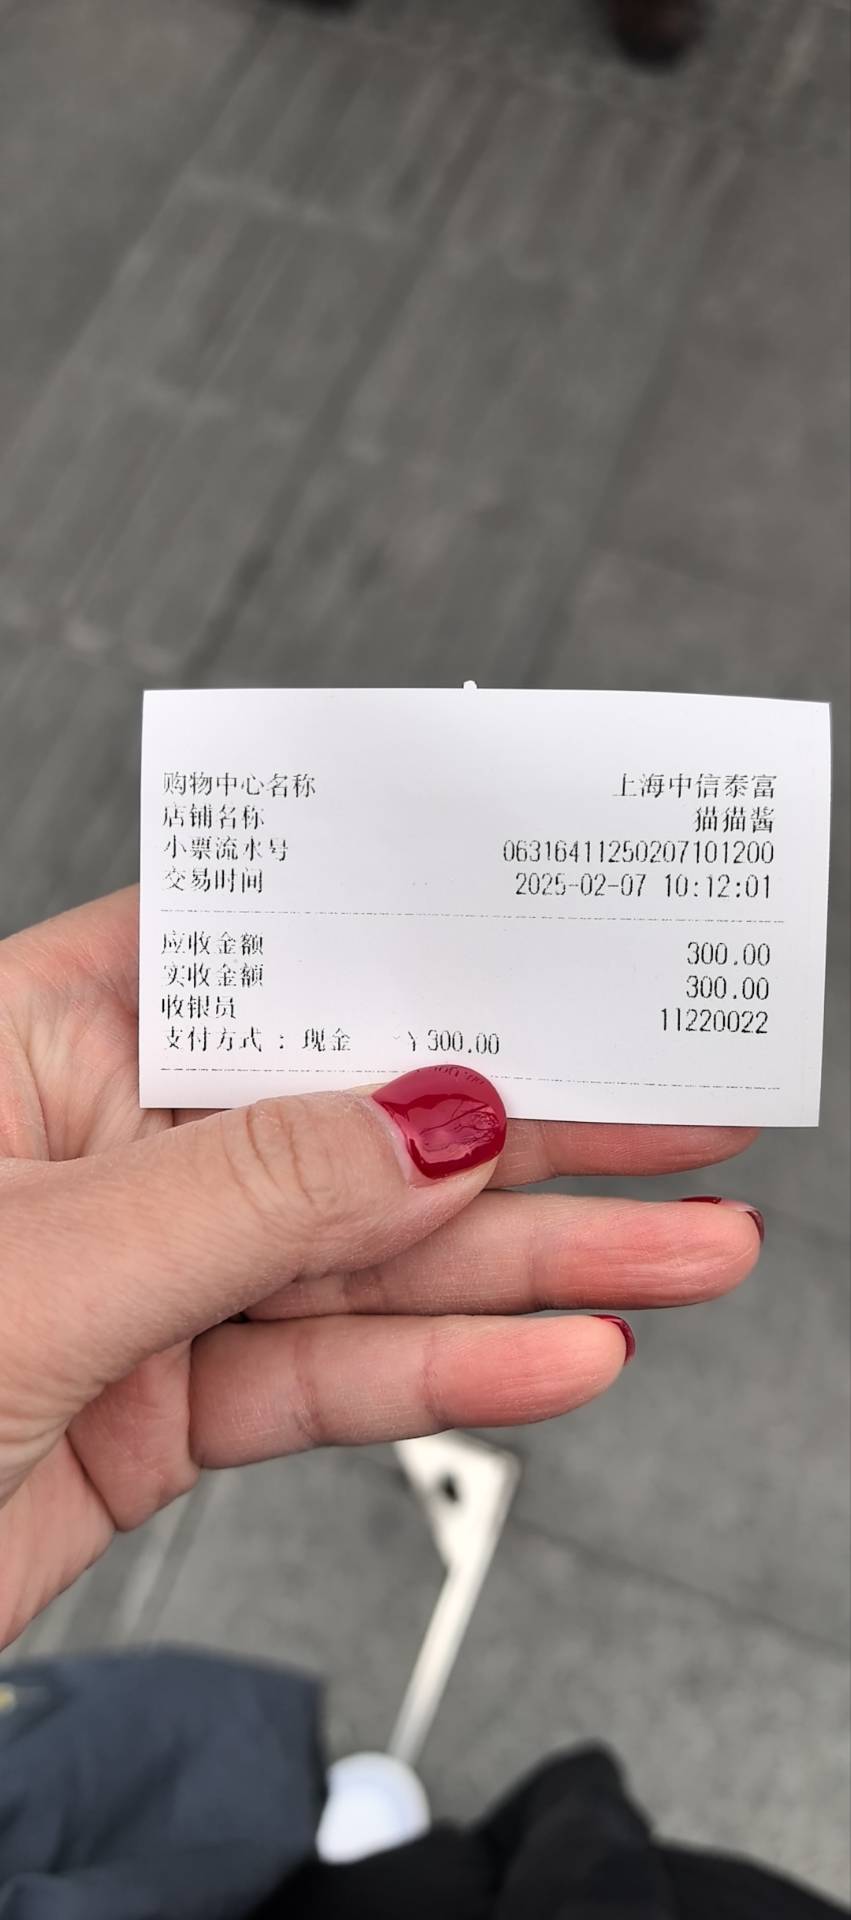 购物中心名称 上海中信泰富
店铺名称 猫猫酱
小票流水号 06316411250207101200
交易时间 2025-02-07 10:12:01
应收金额 300.00
实收金额 300.00
收银员 11220022
支付方式 : 现金 ¥300.00